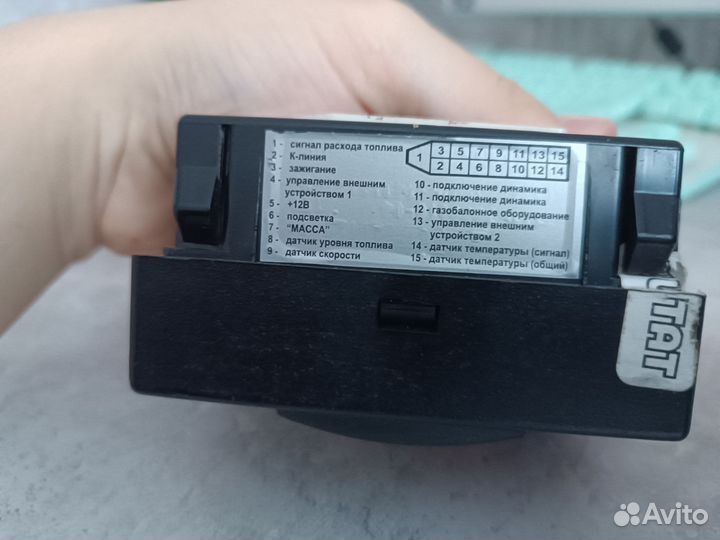 1 - сигнал расхода топлива
2 - К-линия
3 - зажигание
4 - управление внешним
устройством 1
5 - +12В
6 - подсветка
7 - "МАССА"
8 - датчик уровня топлива
9 - датчик скорости
1 3 5 7 9 11 13 15
2 4 6 8 10 12 14
10 - подключение динамика
11 - подключение динамика
12 - газобалонное оборудование
13 - управление внешним
устройством 2
14 - датчик температуры (сигнал)
15 - датчик температуры (общий)
ТАТ
Avito